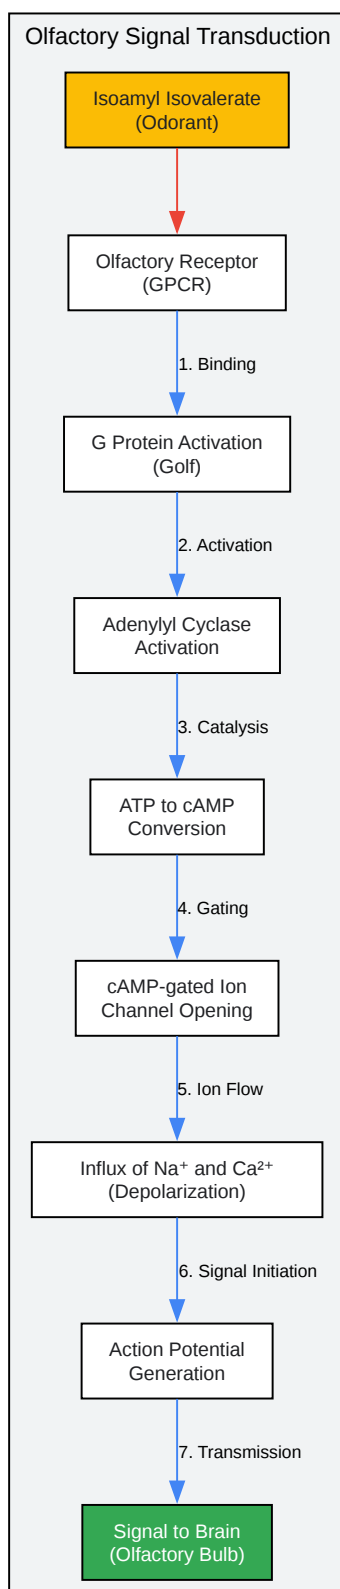 Olfactory Signal Transduction
Isoamyl Isovalerate
(Odorant)
Olfactory Receptor
(GPCR)
1. Binding
G Protein Activation
(Golf)
2. Activation
Adenylyl Cyclase
Activation
3. Catalysis
ATP to cAMP
Conversion
4. Gating
cAMP-gated Ion
Channel Opening
5. Ion Flow
Influx of Na⁺ and Ca²⁺
(Depolarization)
6. Signal Initiation
Action Potential
Generation
7. Transmission
Signal to Brain
(Olfactory Bulb)